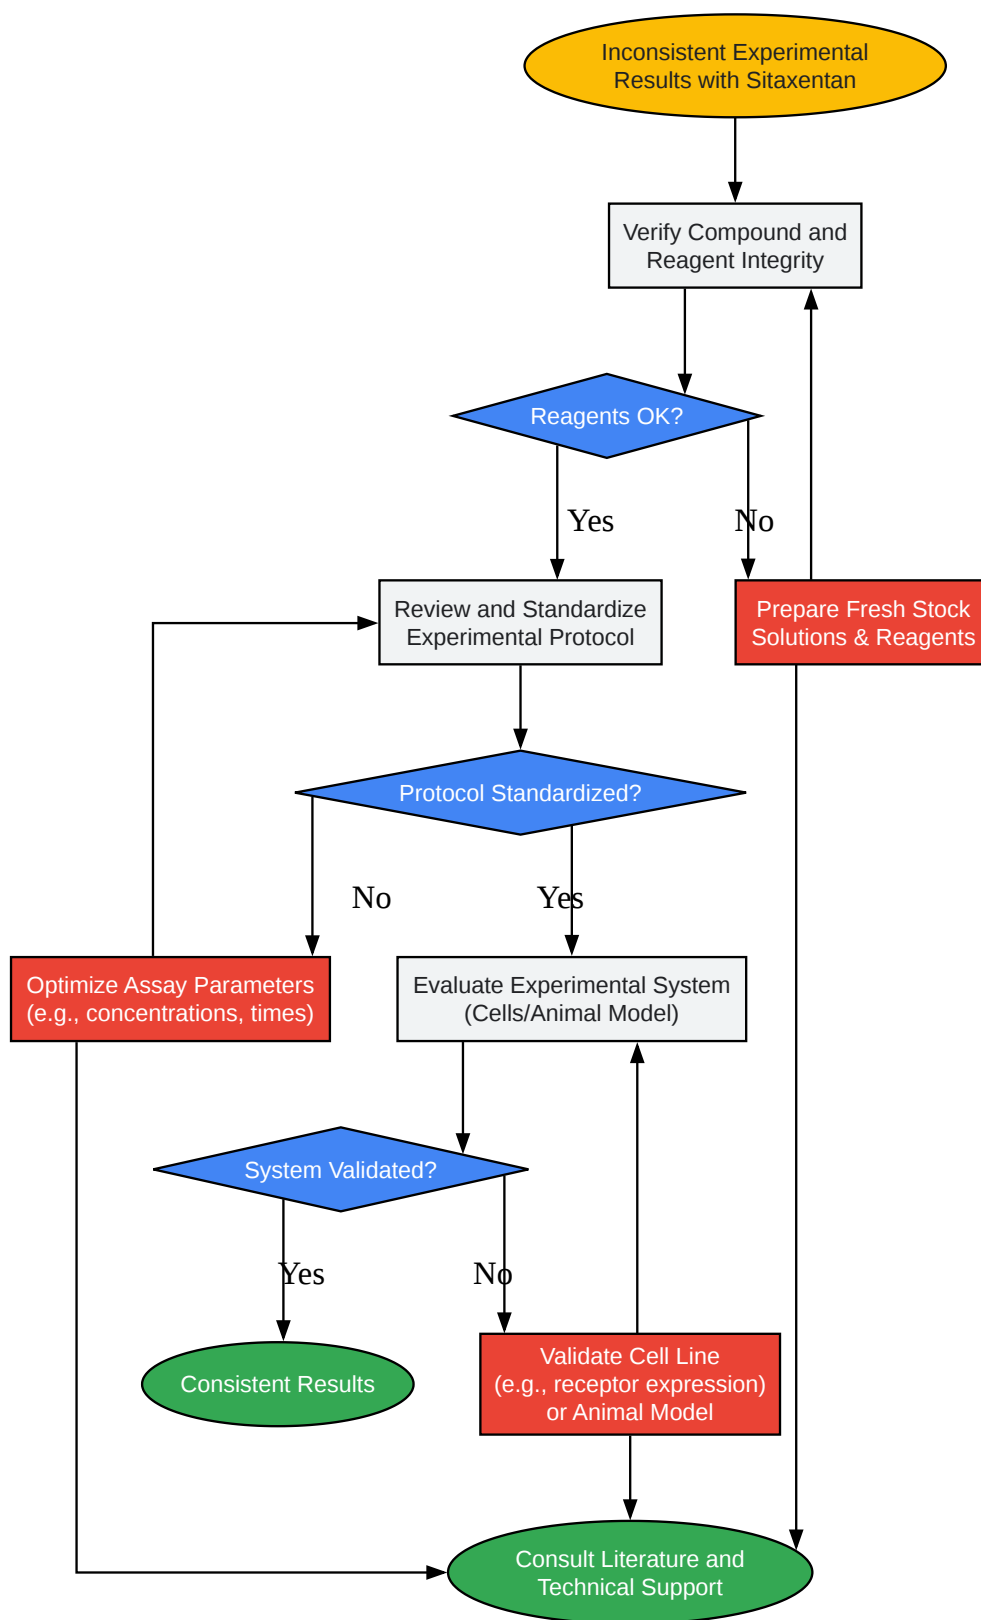 Inconsistent Experimental
Results with Sitaxentan
Verify Compound and
Reagent Integrity
Reagents OK?
Yes
No
Review and Standardize
Experimental Protocol
Prepare Fresh Stock
Solutions & Reagents
Protocol Standardized?
No
Yes
Optimize Assay Parameters
(e.g., concentrations, times)
Evaluate Experimental System
(Cells/Animal Model)
System Validated?
Yes
No
Consistent Results
Validate Cell Line
(e.g., receptor expression)
or Animal Model
Consult Literature and
Technical Support